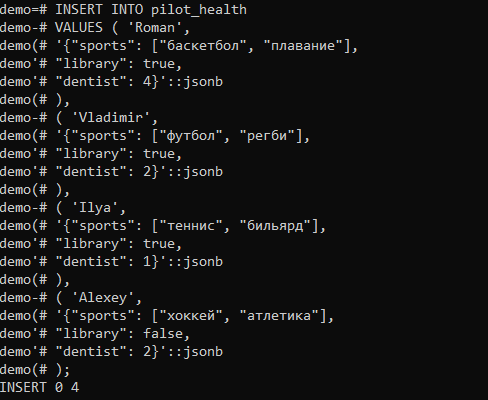 demo=# INSERT INTO pilot_health
demo-# VALUES ( 'Roman',
demo(# '{"sports": ["баскетбол", "плавание"],
demo'# "library": true,
demo'# "dentist": 4}'::jsonb
demo(# ),
demo-# ( 'Vladimir',
demo(# '{"sports": ["футбол", "регби"],
demo'# "library": true,
demo'# "dentist": 2}'::jsonb
demo(# ),
demo-# ( 'Ilya',
demo(# '{"sports": ["теннис", "бильярд"],
demo'# "library": true,
demo'# "dentist": 1}'::jsonb
demo(# ),
demo-# ( 'Alexey',
demo(# '{"sports": ["хоккей", "атлетика"],
demo'# "library": false,
demo'# "dentist": 2}'::jsonb
demo(# );
INSERT 0 4